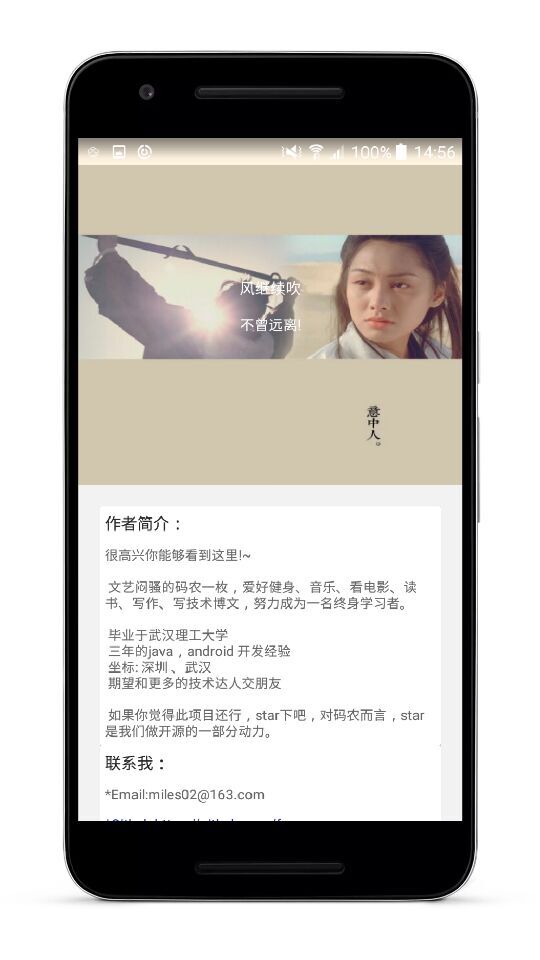 100% 14:56
风继续吹
不曾远离!
意中人。
作者简介：
很高兴你能够看到这里!~
文艺闷骚的码农一枚，爱好健身、音乐、看电影、读
书、写作、写技术博文，努力成为一名终身学习者。
毕业于武汉理工大学
三年的java，android 开发经验
坐标: 深圳 、武汉
期望和更多的技术达人交朋友
如果你觉得此项目还行，star下吧，对码农而言，star
是我们做开源的一部分动力。
联系我：
*Email:miles02@163.com